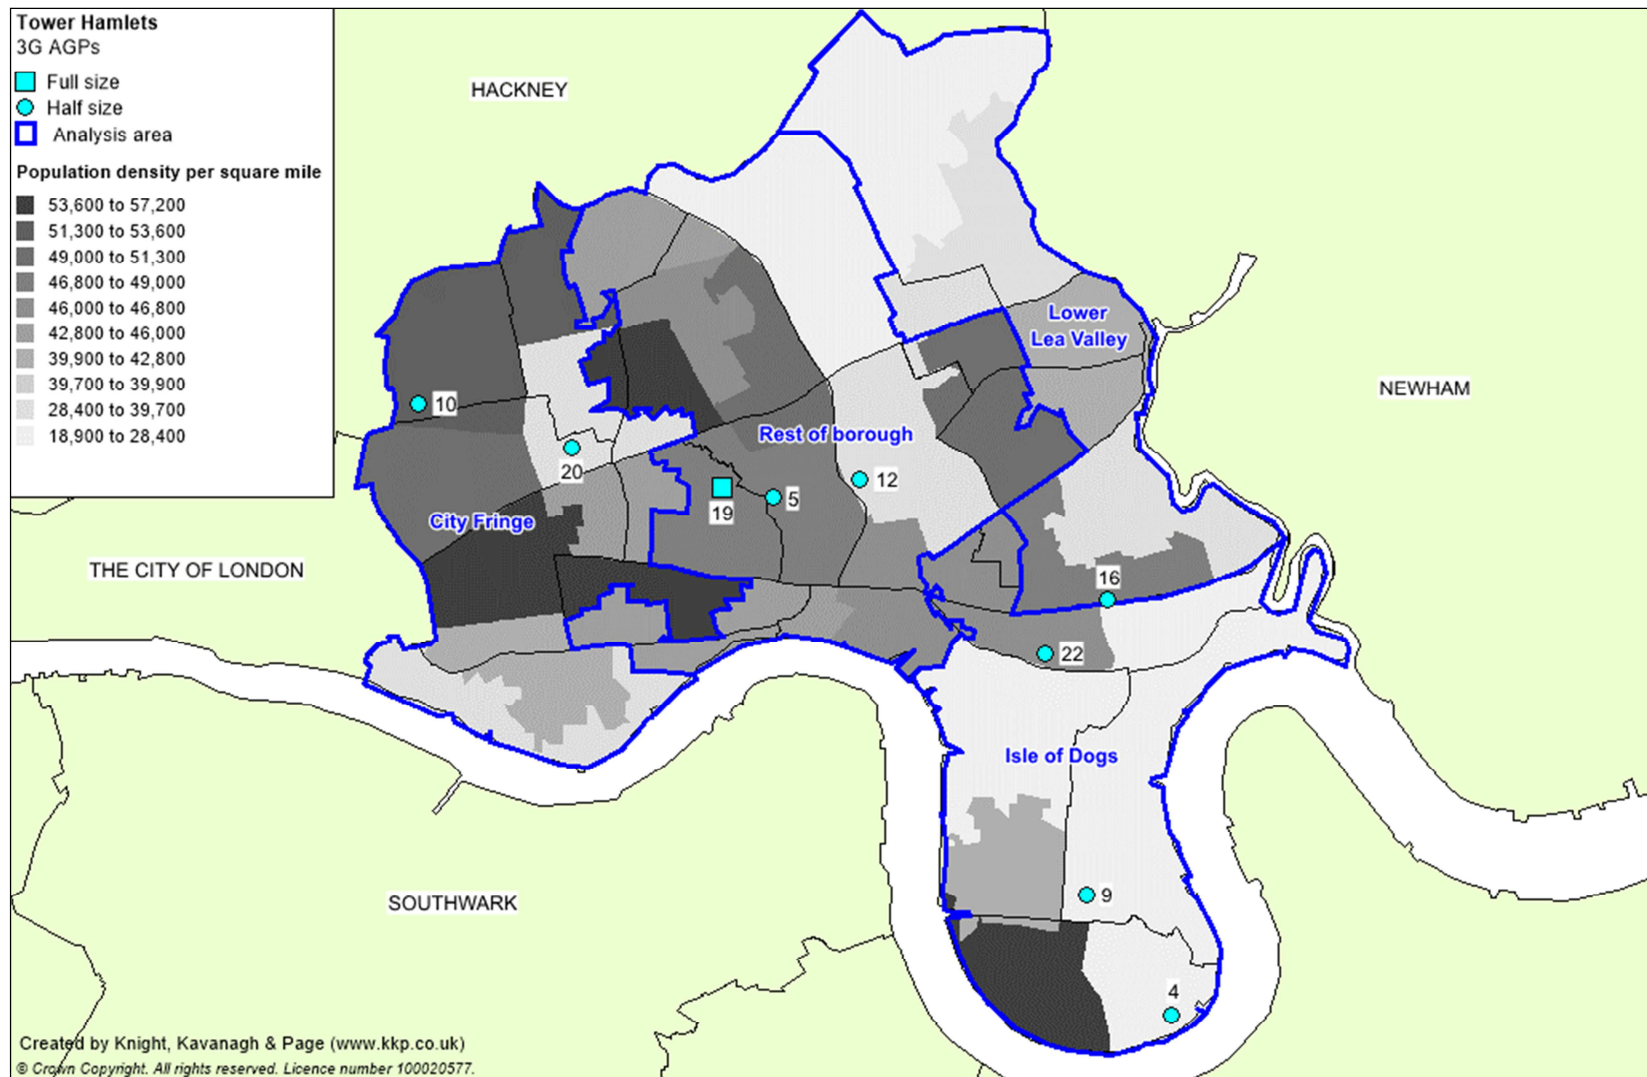 Tower Hamlets
3G AGPs
Full size
Half size
Analysis area
Population density per square mile
53,600 to 57,200
51,300 to 53,600
49,000 to 51,300
46,800 to 49,000
46,000 to 46,800
42,800 to 46,000
39,900 to 42,800
39,700 to 39,900
28,400 to 39,700
18,900 to 28,400
HACKNEY
Lower
Lea Valley
NEWHAM
10
Rest of borough
20
12
5
19
City Fringe
THE CITY OF LONDON
16
22
Isle of Dogs
9
SOUTHWARK
4
Created by Knight, Kavanagh & Page (www.kkp.co.uk)
© Crown Copyright. All rights reserved. Licence number 100020577.